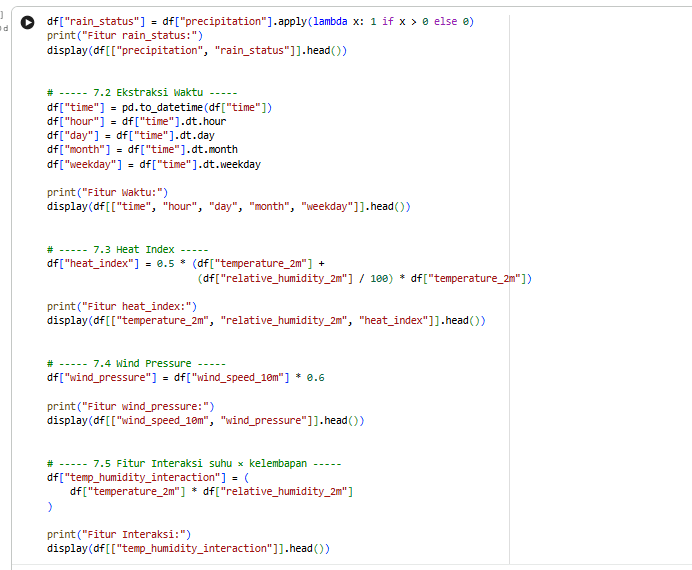 df["rain_status"] = df["precipitation"].apply(lambda x: 1 if x > 0 else 0)
print("Fitur rain_status:")
display(df[["precipitation", "rain_status"]].head())
# ----- 7.2 Ekstraksi Waktu -----
df["time"] = pd.to_datetime(df["time"])
df["hour"] = df["time"].dt.hour
df["day"] = df["time"].dt.day
df["month"] = df["time"].dt.month
df["weekday"] = df["time"].dt.weekday
print("Fitur Waktu:")
display(df[["time", "hour", "day", "month", "weekday"]].head())
# ----- 7.3 Heat Index -----
df["heat_index"] = 0.5 * (df["temperature_2m"] +
(df["relative_humidity_2m"] / 100) * df["temperature_2m"])
print("Fitur heat_index:")
display(df[["temperature_2m", "relative_humidity_2m", "heat_index"]].head())
# ----- 7.4 Wind Pressure -----
df["wind_pressure"] = df["wind_speed_10m"] * 0.6
print("Fitur wind_pressure:")
display(df[["wind_speed_10m", "wind_pressure"]].head())
# ----- 7.5 Fitur Interaksi suhu × kelembapan -----
df["temp_humidity_interaction"] = (
df["temperature_2m"] * df["relative_humidity_2m"]
)
print("Fitur Interaksi:")
display(df[["temp_humidity_interaction"]].head())